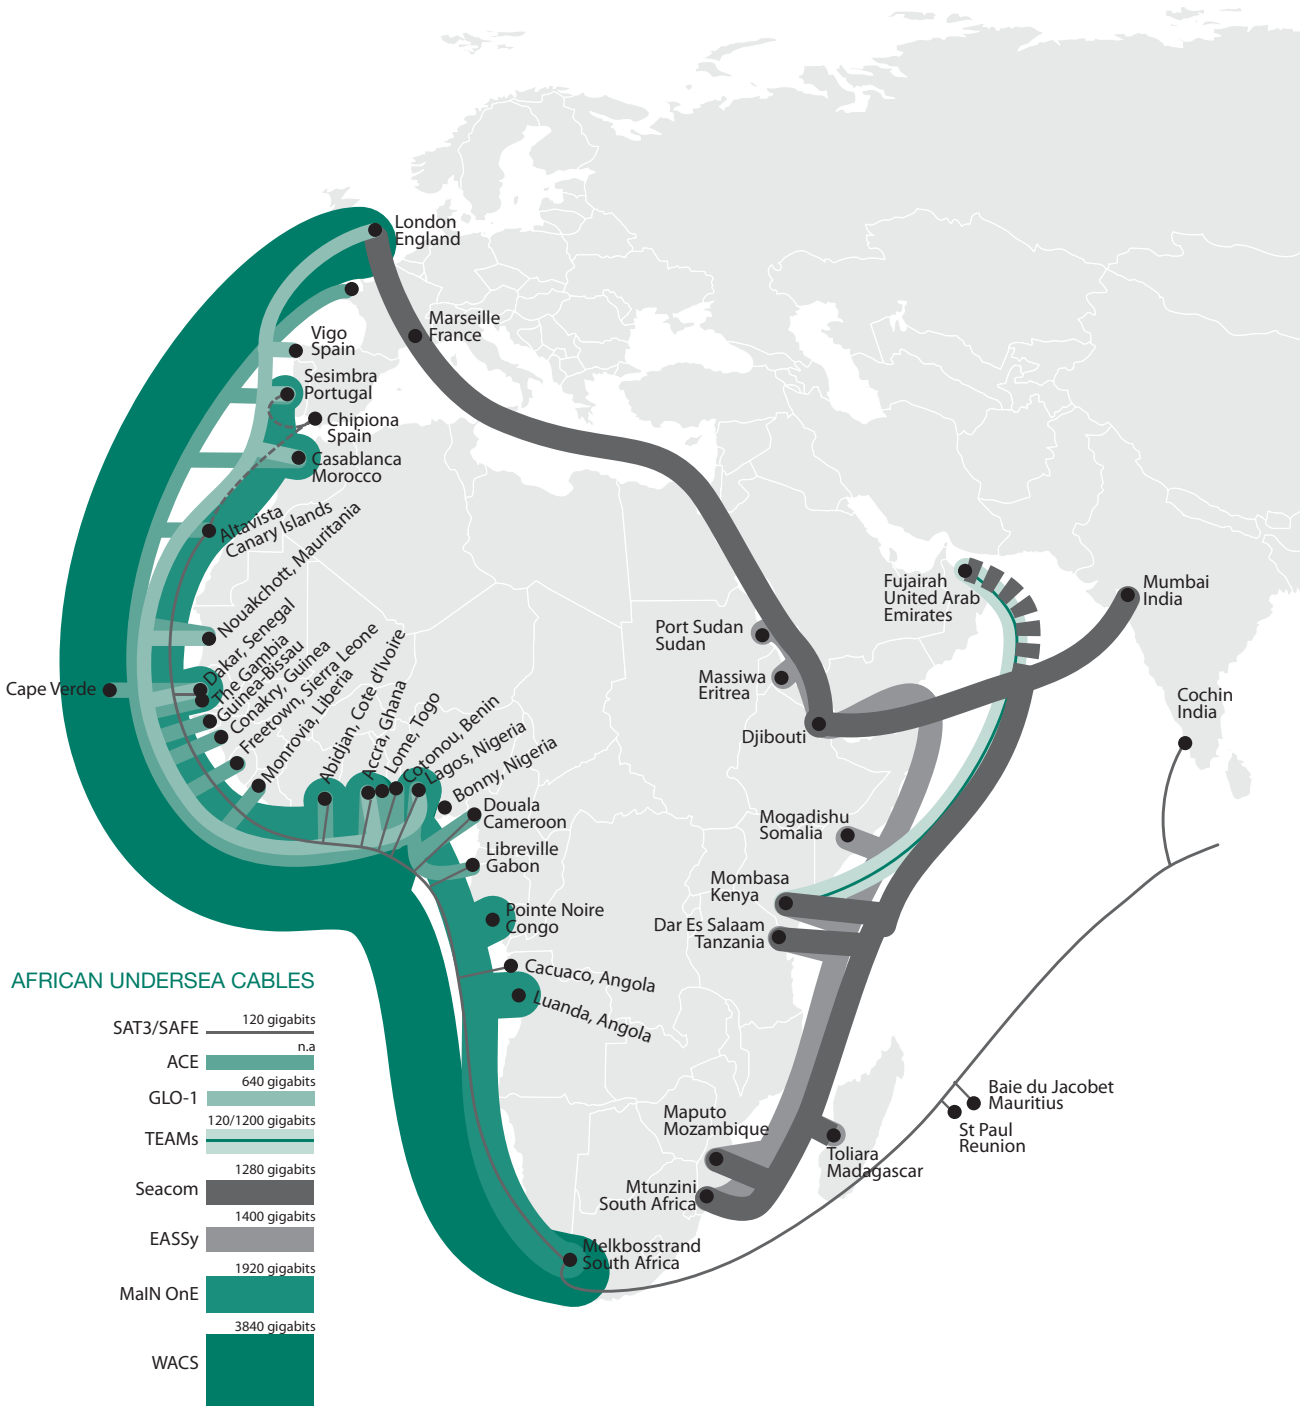 London
England
Marseille
France
Vigo
Spain
Sesimbra
Portugal
Chipiona
Spain
Casablanca
Morocco
Altavista
Canary Islands
Nouakchott, Mauritania
Dakar, Senegal
The Gambia
Guinea-Bissau
Conakry, Guinea
Freetown, Sierra Leone
Monrovia, Liberia
Abidjan, Cote d'Ivoire
Accra, Ghana
Lome, Togo
Cotonou, Benin
Lagos, Nigeria
Bonny, Nigeria
Cape Verde
Douala
Cameroon
Libreville
Gabon
Pointe Noire
Congo
Cacuaco, Angola
Luanda, Angola
Fujairah
United Arab
Emirates
Mumbai
India
Port Sudan
Sudan
Massiwa
Eritrea
Djibouti
Cochin
India
Mogadishu
Somalia
Mombasa
Kenya
Dar Es Salaam
Tanzania
Maputo
Mozambique
Toliara
Madagascar
Mtunzini
South Africa
Melkbosstrand
South Africa
Baie du Jacobet
Mauritius
St Paul
Reunion
AFRICAN UNDERSEA CABLES
120 gigabits
SAT3/SAFE
n.a
ACE
640 gigabits
GLO-1
120/1200 gigabits
TEAMs
1280 gigabits
Seacom
1400 gigabits
EASSy
1920 gigabits
MaIN OnE
3840 gigabits
WACS